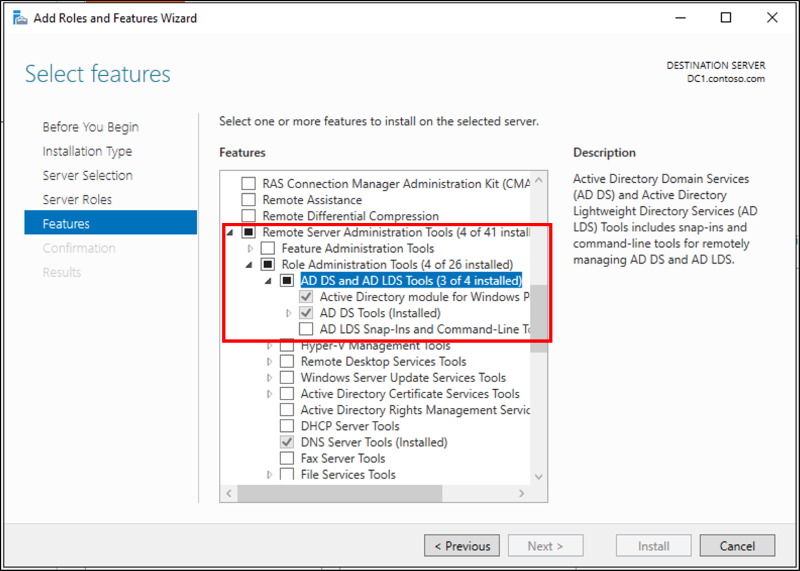 Add Roles and Features Wizard
Select features
DESTINATION SERVER
DC1.contoso.com
Before You Begin
Installation Type
Server Selection
Server Roles
Features
Confirmation
Results
Select one or more features to install on the selected server.
Features
RAS Connection Manager Administration Kit (CMA
Remote Assistance
Remote Differential Compression
Remote Server Administration Tools (4 of 41 install
Feature Administration Tools
Role Administration Tools (4 of 26 installed)
AD DS and AD LDS Tools (3 of 4 installed)
Active Directory module for Windows P
AD DS Tools (Installed)
AD LDS Snap-Ins and Command-Line To
Hyper-V Management Tools
Remote Desktop Services Tools
Windows Server Update Services Tools
Active Directory Certificate Services Tools
Active Directory Rights Management Servic
DHCP Server Tools
DNS Server Tools (Installed)
Fax Server Tools
File Services Tools
Description
Active Directory Domain Services
(AD DS) and Active Directory
Lightweight Directory Services (AD
LDS) Tools includes snap-ins and
command-line tools for remotely
managing AD DS and AD LDS.
< Previous
Next >
Install
Cancel